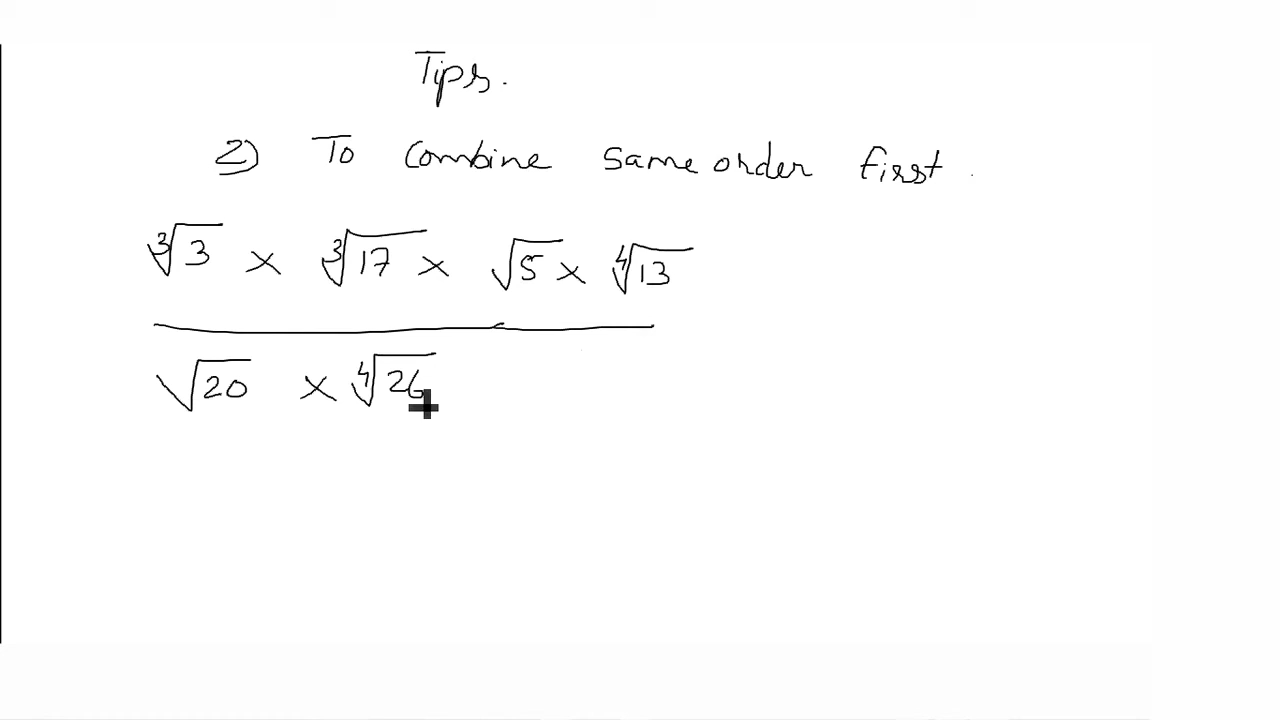 Tips.
2) To combine same order first.
∛3 × ∛17 × √5 × ∜13
√20 × ∜26